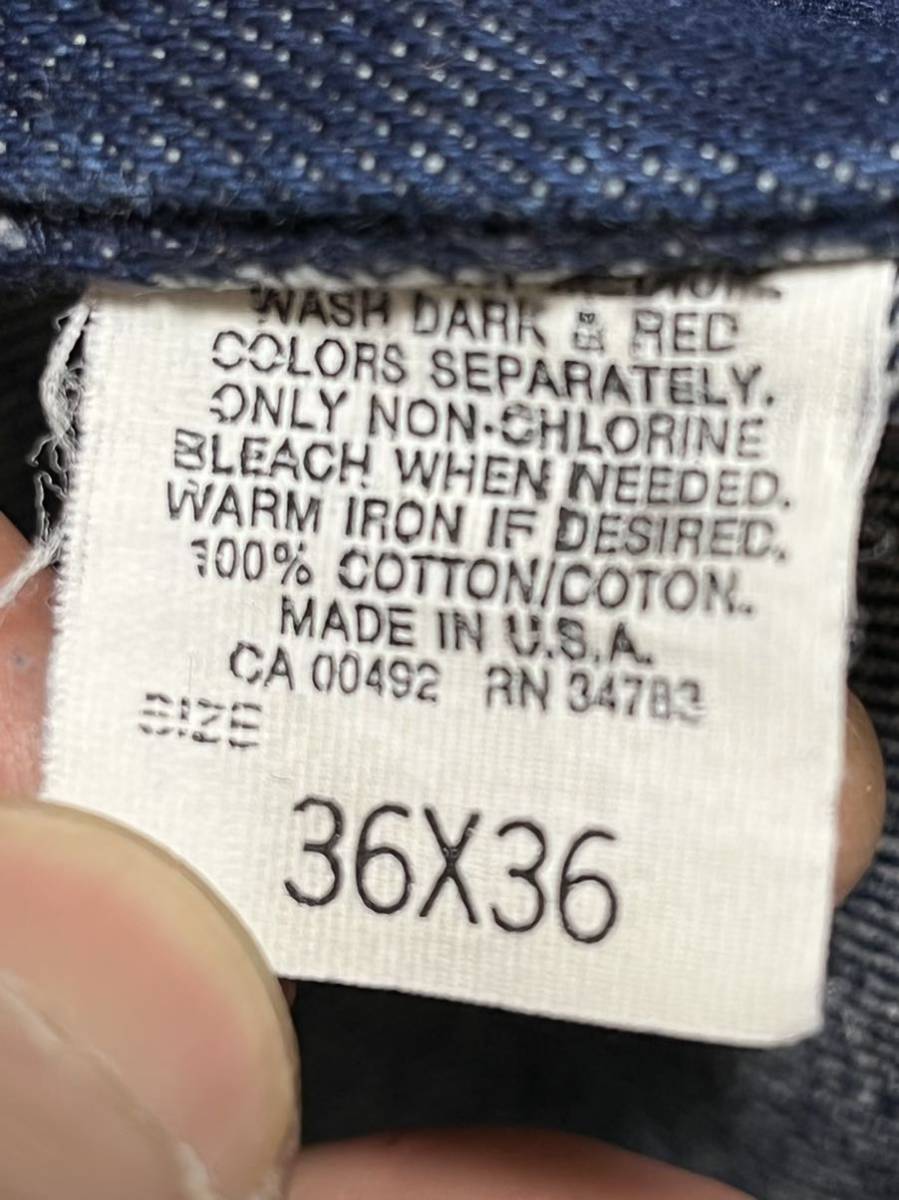 WASH DARK & RED
COLORS SEPARATELY.
ONLY NON-CHLORINE
BLEACH WHEN NEEDED.
WARM IRON IF DESIRED.
100% COTTON/COTON.
MADE IN U.S.A.
CA 00492 RN 34783
SIZE
36X36